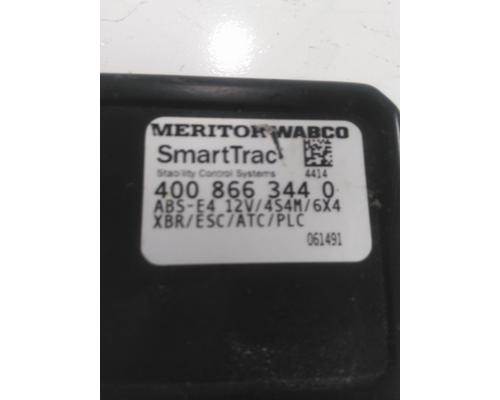 MERITOR WABCO
SmartTrac
4414
Stability Control Systems
400 866 344 0
ABS-E4 12V/4S4M/6X4
XBR/ESC/ATC/PLC
061491